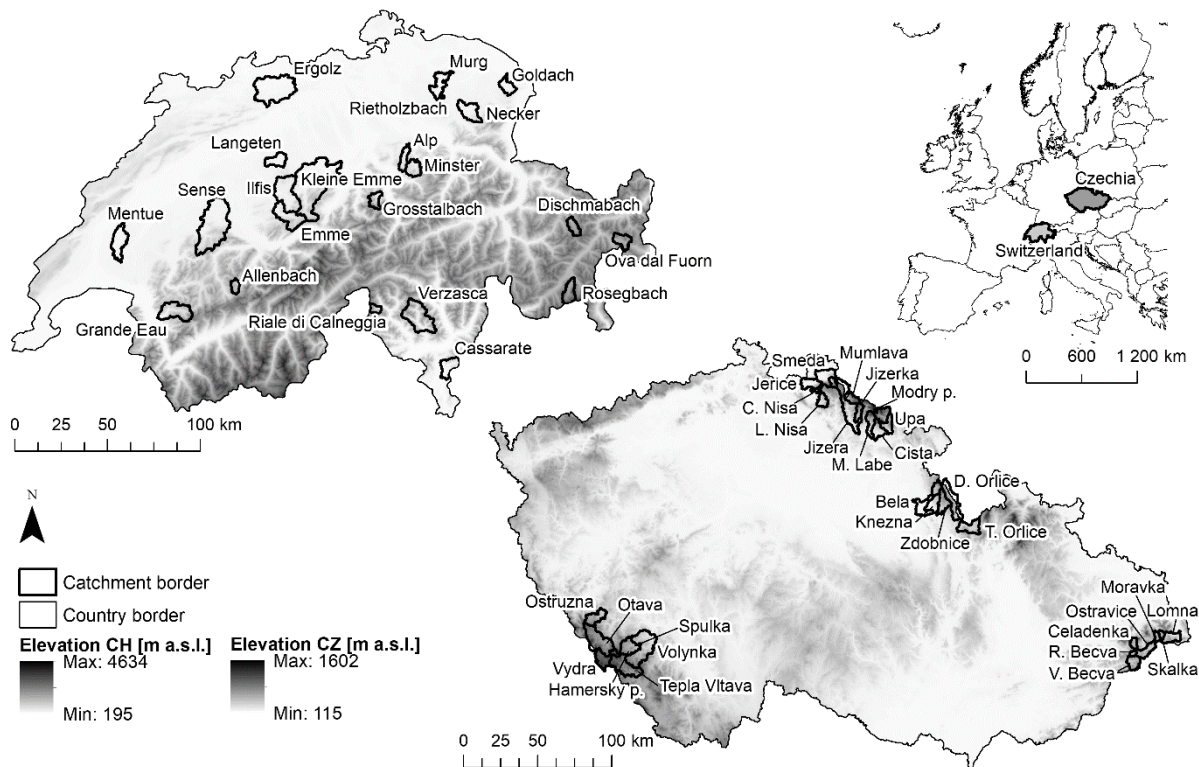 Ergolz
Murg
Goldach
Rietholzbach
Necker
Langeten
Alp
Minster
Sense
Ilfis
Kleine Emme
Mentue
Grosstalbach
Dischmabach
Emme
Ova dal Fuorn
Allenbach
Verzasca
Rosegbach
Riale di Calneggia
Grande Eau
Cassarate
0 25 50 100 km
Czechia
Switzerland
0 600 1200 km
Smeda
Mumlava
Jizerka
Jerice
Modry p.
C. Nisa
Upa
L. Nisa
Jizera
Cista
M. Labe
D. Orlice
Bela
Knezna
T. Orlice
Zdobnice
Moravka
Ostravice
Lomna
Celadenka
R. Becva
V. Becva
Skalka
Ostruzna
Otava
Spulka
Volynka
Vydra
Hamersky p.
Tepla Vltava
0 25 50 100 km
N
Catchment border
Country border
Elevation CH [m a.s.l.]
Max: 4634
Min: 195
Elevation CZ [m a.s.l.]
Max: 1602
Min: 115